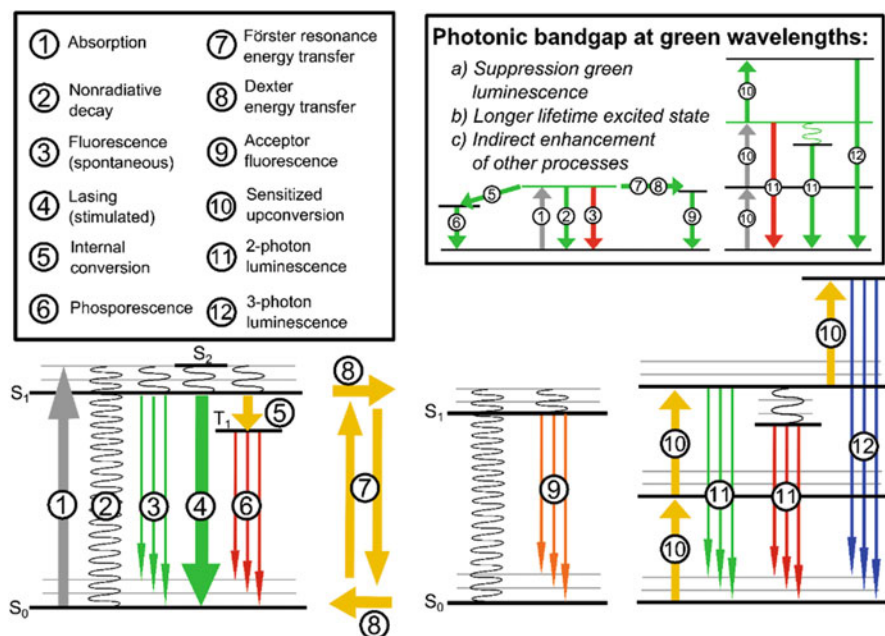 1 Absorption
2 Nonradiative
decay
3 Fluorescence
(spontaneous)
4 Lasing
(stimulated)
5 Internal
conversion
6 Phosporescence
7 Förster resonance
energy transfer
8 Dexter
energy transfer
9 Acceptor
fluorescence
10 Sensitized
upconversion
11 2-photon
luminescence
12 3-photon
luminescence
Photonic bandgap at green wavelengths:
a) Suppression green
luminescence
b) Longer lifetime excited state
c) Indirect enhancement
of other processes
10
10 11 11 12
10
5 7 8
6 1 2 3 9
S2
S1
T1 5
1 2 3 4 6
S0
8
7
8
S1
9
S0
10
10 12
11 11
10